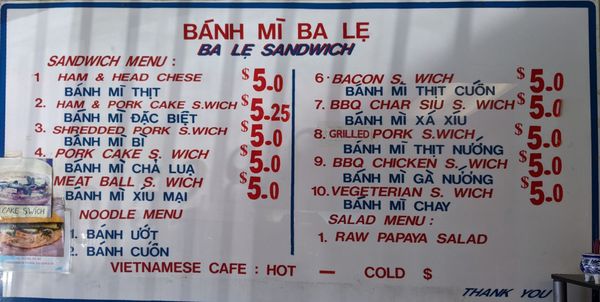 BÁNH MÌ BA LẸ
BA LẸ SANDWICH
SANDWICH MENU :
1 HAM & HEAD CHESE $5.0
BÁNH MÌ THỊT
2. HAM & PORK CAKE S.WICH $5.25
BÁNH MÌ ĐẶC BIỆT
3. SHREDDED PORK S.WICH $5.0
BÁNH MÌ BÌ
4. PORK CAKE S. WICH $5.0
BÁNH MÌ CHẢ LUA
MEAT BALL S. WICH $5.0
BÁNH MÌ XIU MẠI
NOODLE MENU
1. BÁNH ƯỚT
2. BÁNH CUỐN
6. BACON S. WICH $5.0
BÁNH MÌ THỊT CUỐN
7. BBQ CHAR SIU S. WICH $5.0
BÁNH MÌ XÁ XÍU
8. GRILLED PORK S.WICH $5.0
BÁNH MÌ THỊT NƯỚNG
9. BBQ CHICKEN S. WICH $5.0
BÁNH MÌ GÀ NƯƠNG
10. VEGETERIAN S. WICH $5.0
BÁNH MÌ CHAY
SALAD MENU :
1. RAW PAPAYA SALAD
VIETNAMESE CAFE : HOT – COLD $
THANK YOU
CAKE S.WICH